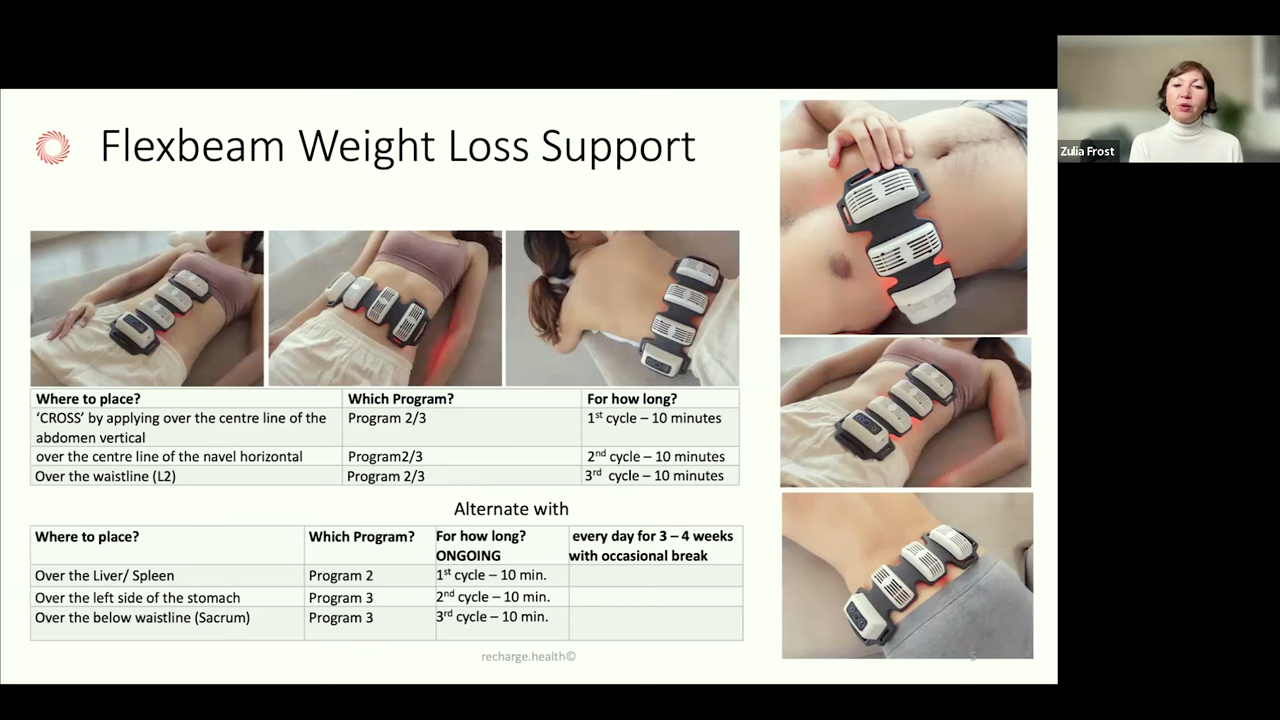 Flexbeam Weight Loss Support
Zulia Frost
Where to place? Which Program? For how long?
‘CROSS’ by applying over the centre line of the Program 2/3 1st cycle – 10 minutes
abdomen vertical
over the centre line of the navel horizontal Program2/3 2nd cycle – 10 minutes
Over the waistline (L2) Program 2/3 3rd cycle – 10 minutes
Alternate with
Where to place? Which Program? For how long? every day for 3 – 4 weeks
ONGOING with occasional break
Over the Liver/ Spleen Program 2 1st cycle – 10 min.
Over the left side of the stomach Program 3 2nd cycle – 10 min.
Over the below waistline (Sacrum) Program 3 3rd cycle – 10 min.
recharge.health© 5